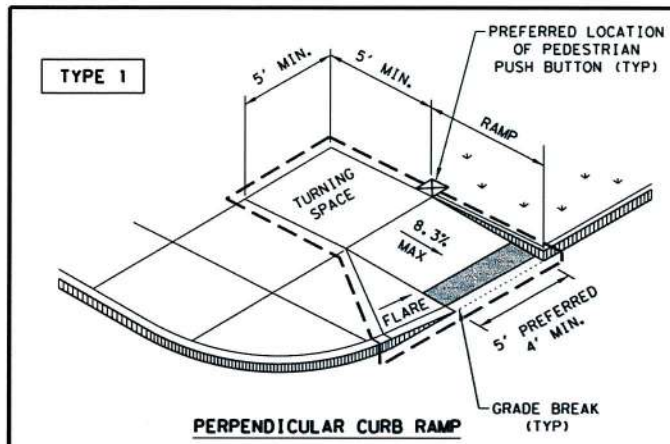 TYPE 1
5' MIN.
5' MIN.
PREFERRED LOCATION
OF PEDESTRIAN
PUSH BUTTON (TYP)
RAMP
TURNING
SPACE
8.3%
MAX
FLARE
5' PREFERRED
4' MIN.
GRADE BREAK
(TYP)
PERPENDICULAR CURB RAMP